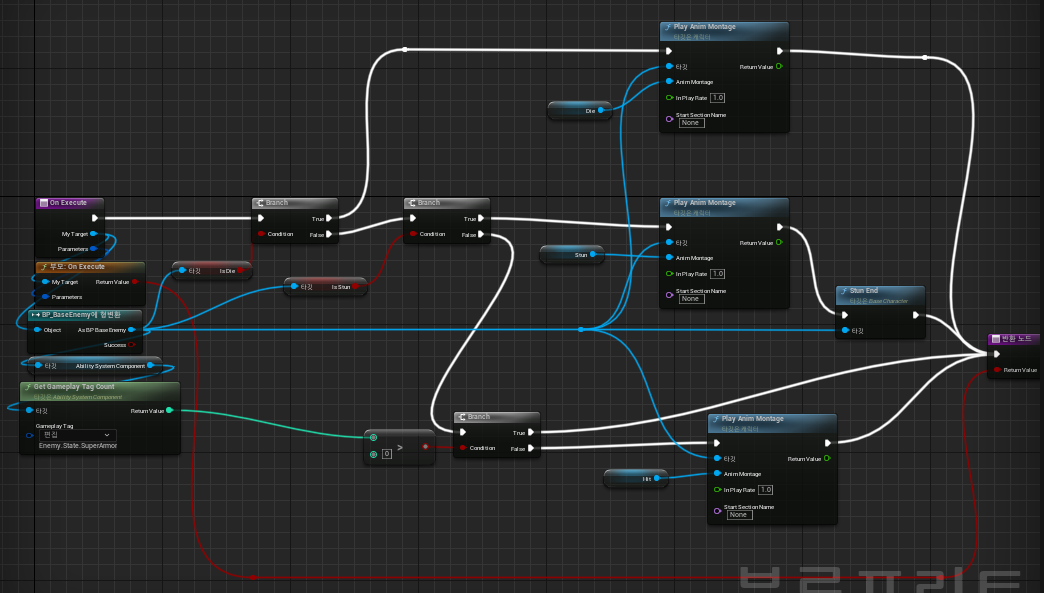 Play Anim Montage
타깃은 캐릭터
타깃
Return Value
Anim Montage
In Play Rate 1.0
Start Section Name
None
Die
On Execute
My Target
Parameters
Branch
True
Condition
False
Branch
True
Condition
False
Play Anim Montage
타깃은 캐릭터
타깃
Return Value
Anim Montage
In Play Rate 1.0
Start Section Name
None
Stun
부모: On Execute
My Target
Return Value
Parameters
타깃
Is Die
타깃
Is Stun
BP_BaseEnemy에 형변환
Object
As BP Base Enemy
Success
타깃
Ability System Component
Stun End
타깃은 Base Character
타깃
반환 노드
Return Value
Get Gameplay Tag Count
타깃은 Ability System Component
타깃
Return Value
Gameplay Tag
편집
Enemy.State.SuperArmor
>
0
Branch
True
Condition
False
Play Anim Montage
타깃은 캐릭터
타깃
Return Value
Anim Montage
In Play Rate 1.0
Start Section Name
None
Hit
블루프린트